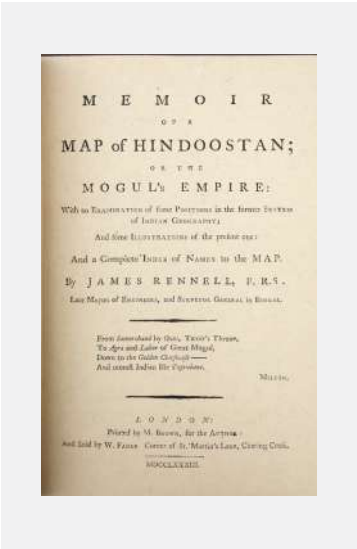 MEMOIR
OF A
MAP of HINDOOSTAN;
OR THE
MOGUL's EMPIRE:
With an EXAMINATION of some POSITIONS in the former SYSTEM
of INDIAN GEOGRAPHY;
And some ILLUSTRATIONS of the present one:
And a Complete INDEX of NAMES to the MAP.
By JAMES RENNELL, F.R.S.
Late MAJOR of ENGINEERS, and SURVEYOR GENERAL in BENGAL.
From Samarchand by Oxus, TEMIR's Throne,
To Agra and Lahor of Great Mogul,
Down to the Golden Chersonese
And utmost Indian Isle Taprobane.
MILTON.
LONDON:
Printed by M. BROWN, for the AUTHOR:
And Sold by W. FADEN Corner of St. Martin's Lane, Charing Cross.
MDCCLXXXIII.